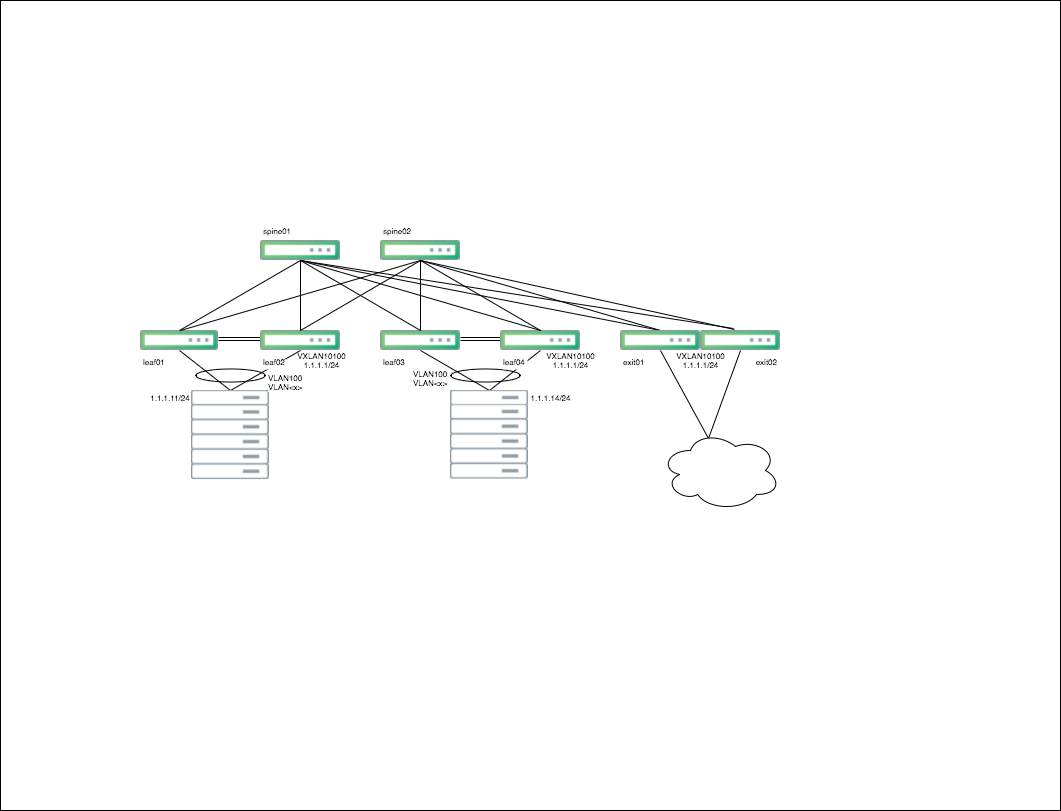 spine01
spine02
leaf01
leaf02
VXLAN10100
1.1.1.1/24
leaf03
leaf04
VXLAN10100
1.1.1.1/24
exit01
VXLAN10100
1.1.1.1/24
exit02
VLAN100
VLAN<x>
VLAN100
VLAN<x>
1.1.1.11/24
1.1.1.14/24